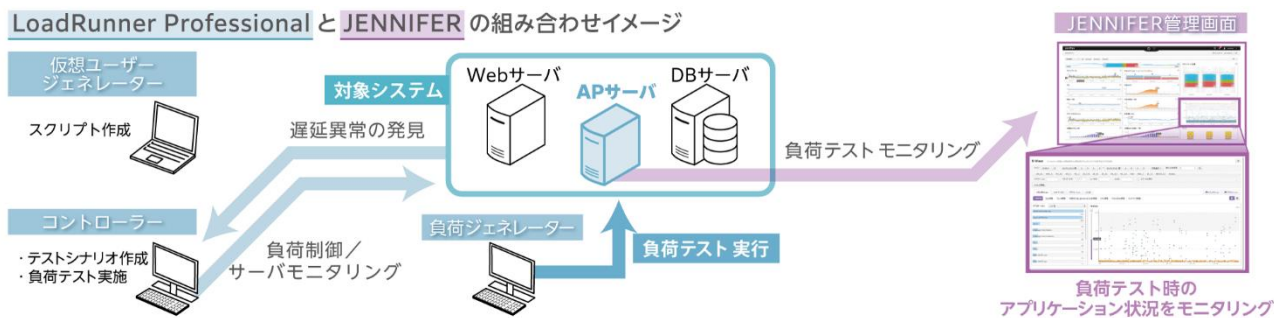 LoadRunner Professional と JENNIFER の組み合わせイメージ
仮想ユーザー
ジェネレーター
スクリプト作成
コントローラー
・テストシナリオ作成
・負荷テスト実施
遅延異常の発見
負荷制御／
サーバモニタリング
対象システム
Webサーバ
APサーバ
DBサーバ
負荷ジェネレーター
負荷テスト 実行
負荷テスト モニタリング
JENNIFER管理画面
負荷テスト時の
アプリケーション状況をモニタリング